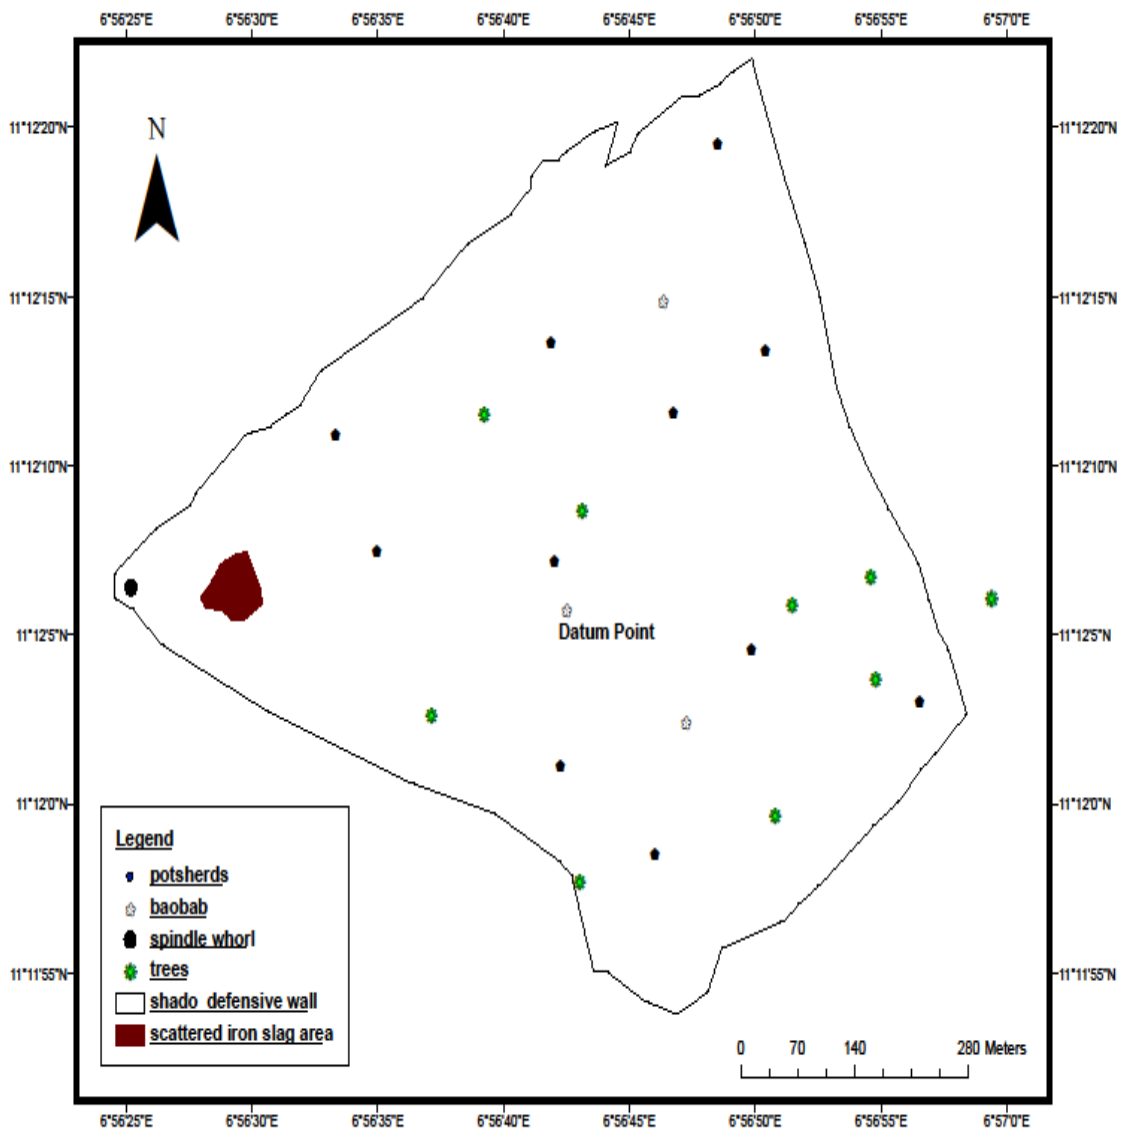 6°56'25"E 6°56'30"E 6°56'35"E 6°56'40"E 6°56'45"E 6°56'50"E 6°56'55"E 6°57'0"E
N
11°12'20"N 11°12'20"N
11°12'15"N 11°12'15"N
11°12'10"N 11°12'10"N
11°12'5"N 11°12'5"N
Datum Point
11°12'0"N 11°12'0"N
Legend
potsherds
baobab
spindle whorl
trees
shado defensive wall
scattered iron slag area
11°11'55"N 11°11'55"N
0 70 140 280 Meters
6°56'25"E 6°56'30"E 6°56'35"E 6°56'40"E 6°56'45"E 6°56'50"E 6°56'55"E 6°57'0"E